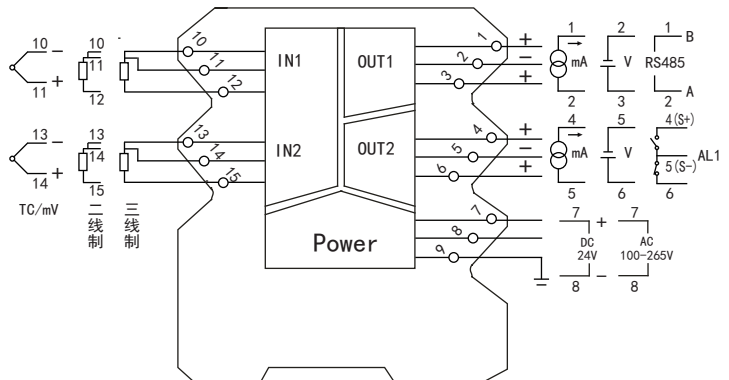 10 − 10 10 1 + 1 2 1 B
11 11 IN1 OUT1 2 − mA V RS485
11 + 12 12 3 + 2 3 2 A
13 − 13 13 4 + 4 5 4(S+)
14 14 IN2 OUT2 5 − mA V 5(S-) AL1
14 + 15 15 6 + 5 6 6
TC/mV 二线制 三线制 7 7 + 7
Power 8 DC 24V AC 100-265V
9 8 − 8